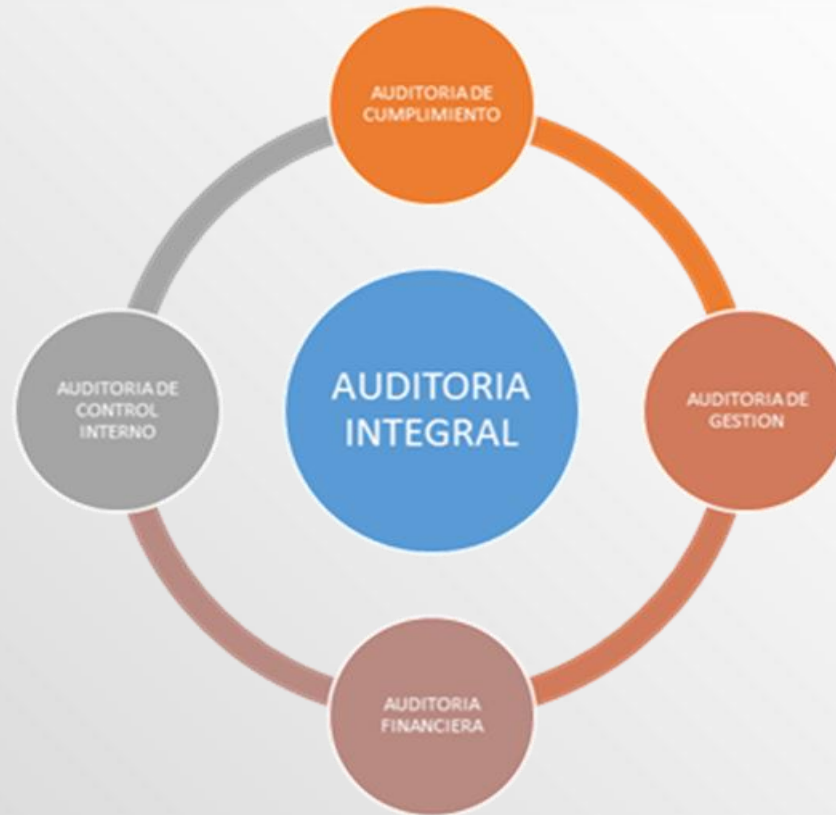 AUDITORIA DE
CUMPLIMIENTO
AUDITORIA DE
CONTROL
INTERNO
AUDITORIA
INTEGRAL
AUDITORIA DE
GESTION
AUDITORIA
FINANCIERA